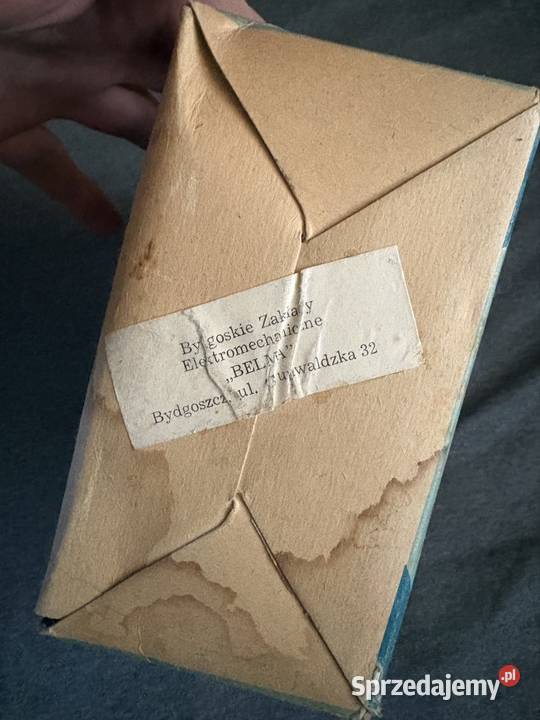 Bydgoskie Zakłady
Elektromechaniczne
„BELMA”
Bydgoszcz, ul. Grunwaldzka 32
Sprzedajemy.pl